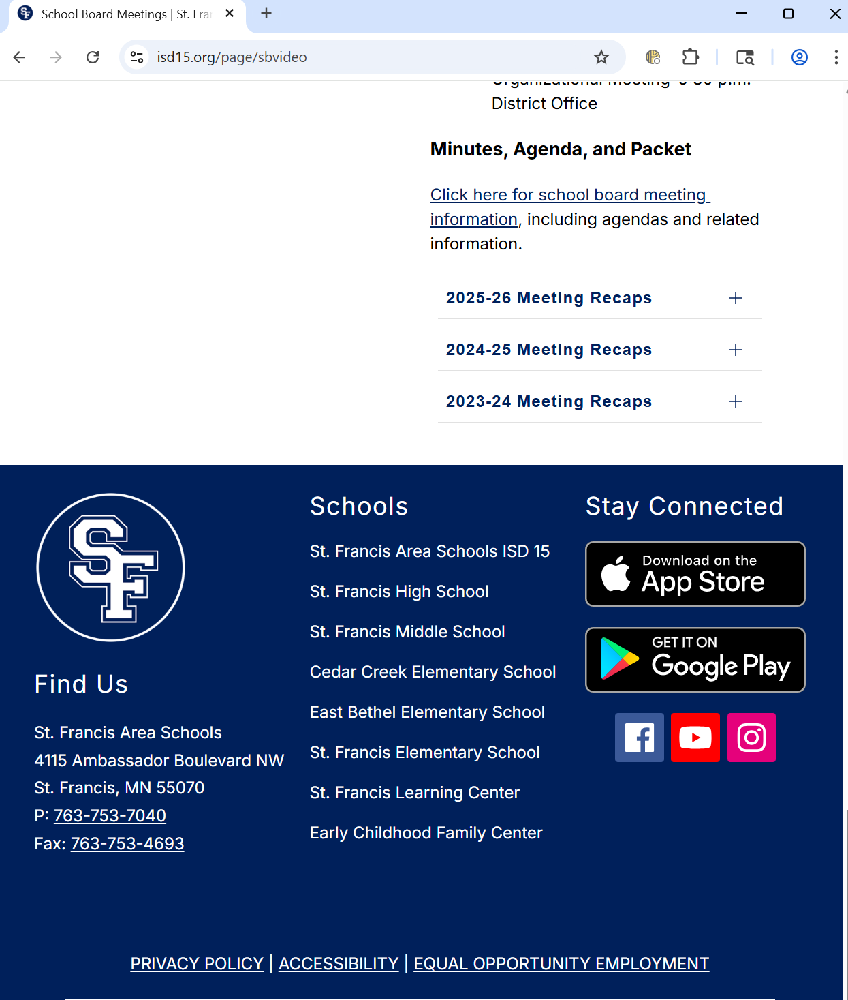 School Board Meetings | St. Fra
isd15.org/page/sbvideo
Organizational Meeting
District Office
Minutes, Agenda, and Packet
Click here for school board meeting
information, including agendas and related
information.
2025-26 Meeting Recaps
2024-25 Meeting Recaps
2023-24 Meeting Recaps
SF
Find Us
St. Francis Area Schools
4115 Ambassador Boulevard NW
St. Francis, MN 55070
P: 763-753-7040
Fax: 763-753-4693
Schools
St. Francis Area Schools ISD 15
St. Francis High School
St. Francis Middle School
Cedar Creek Elementary School
East Bethel Elementary School
St. Francis Elementary School
St. Francis Learning Center
Early Childhood Family Center
Stay Connected
Download on the
App Store
GET IT ON
Google Play
PRIVACY POLICY | ACCESSIBILITY | EQUAL OPPORTUNITY EMPLOYMENT